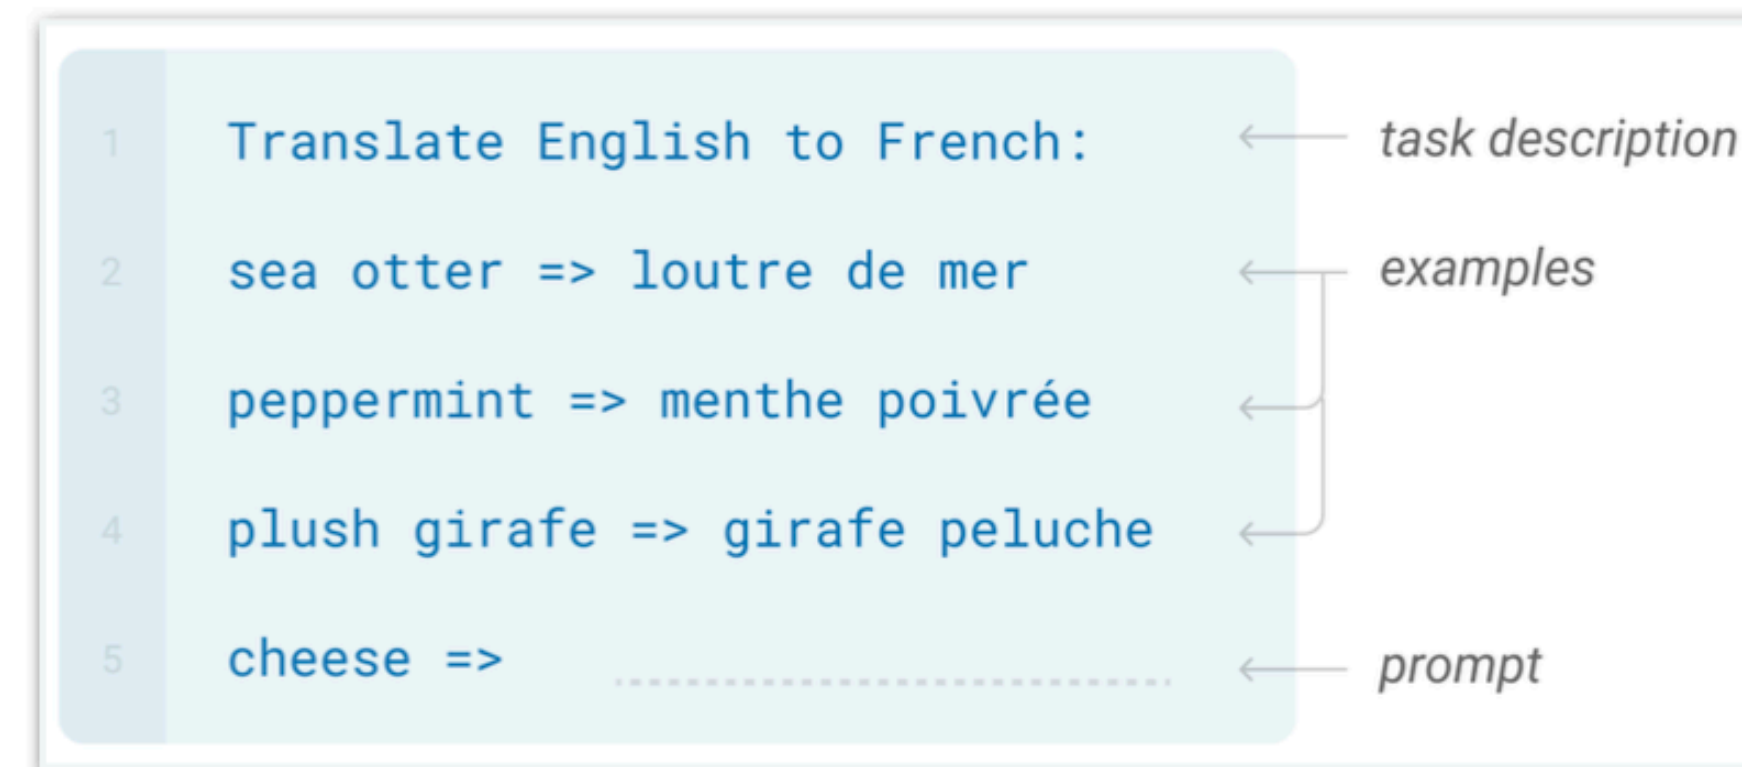 1 Translate English to French: task description
2 sea otter => loutre de mer examples
3 peppermint => menthe poivrée
4 plush girafe => girafe peluche
5 cheese => prompt